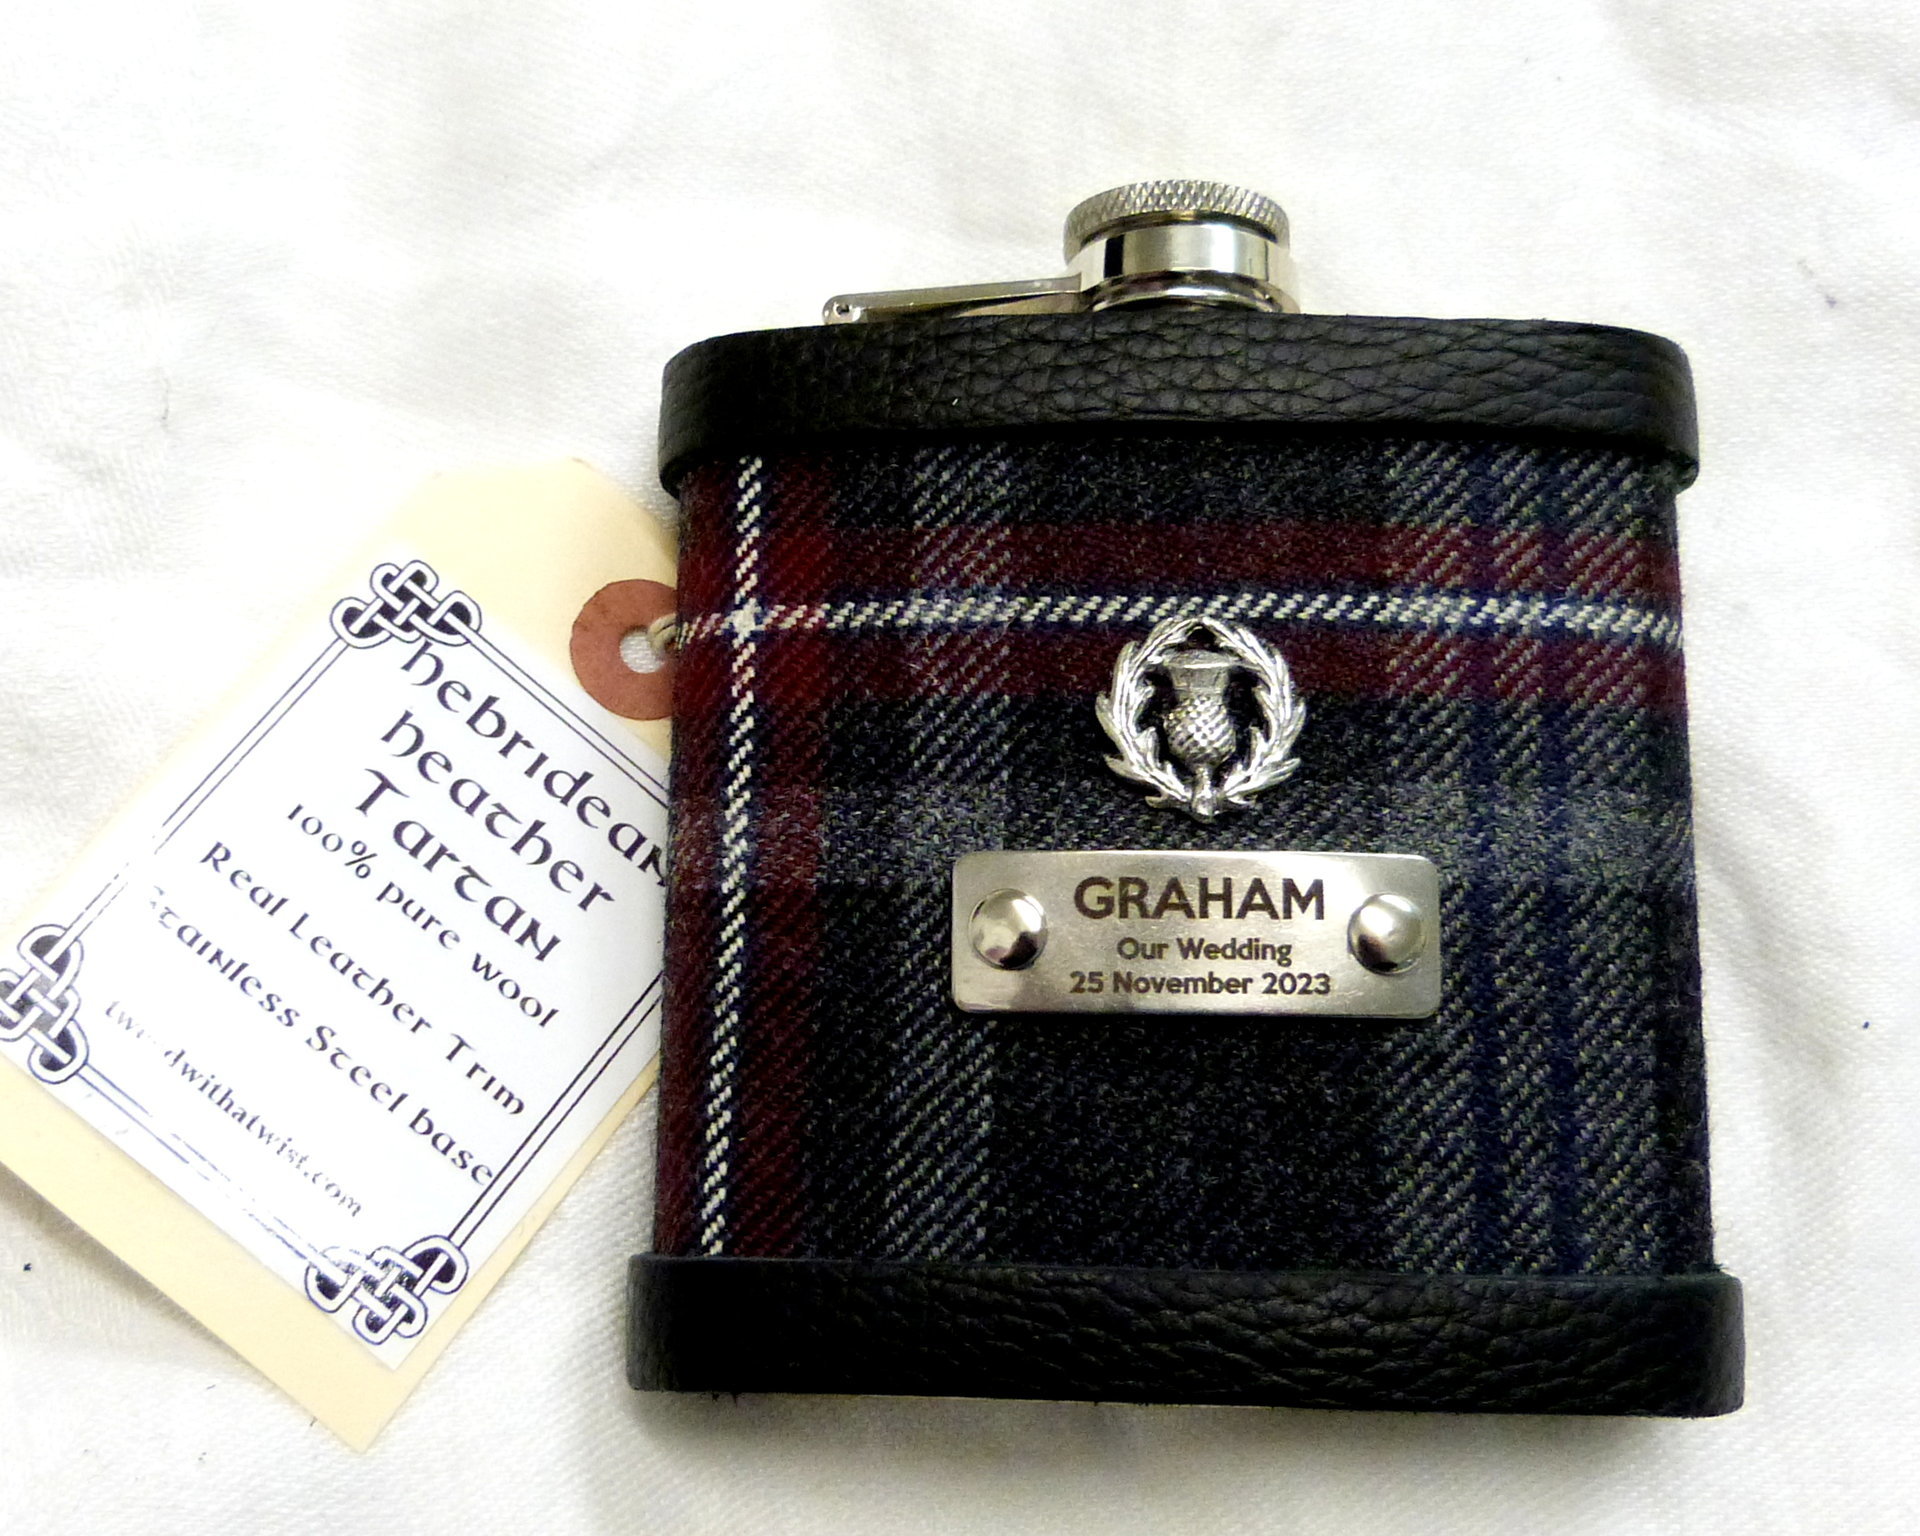 hebridean
heather
Tartan
100% pure wool
Real Leather Trim
Stainless Steel base
GRAHAM
Our Wedding
25 November 2023